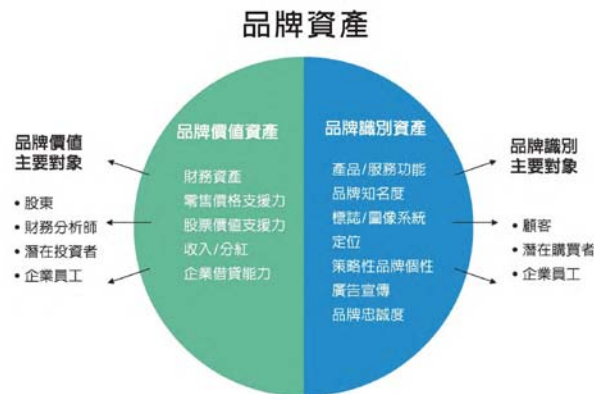 品牌資產
品牌價值
主要對象
• 股東
• 財務分析師
• 潛在投資者
• 企業員工
品牌價值資產
財務資產
零售價格支援力
股票價值支援力
收入/分紅
企業借貸能力
品牌識別資產
產品/服務功能
品牌知名度
標誌/圖像系統
定位
策略性品牌個性
廣告宣傳
品牌忠誠度
品牌識別
主要對象
• 顧客
• 潛在購買者
• 企業員工